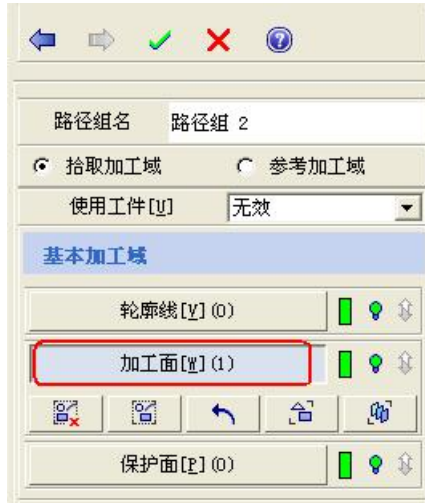 路径组名 路径组 2
拾取加工域 参考加工域
使用工件[U] 无效
基本加工域
轮廓线[V](0)
加工面[W](1)
保护面[P](0)